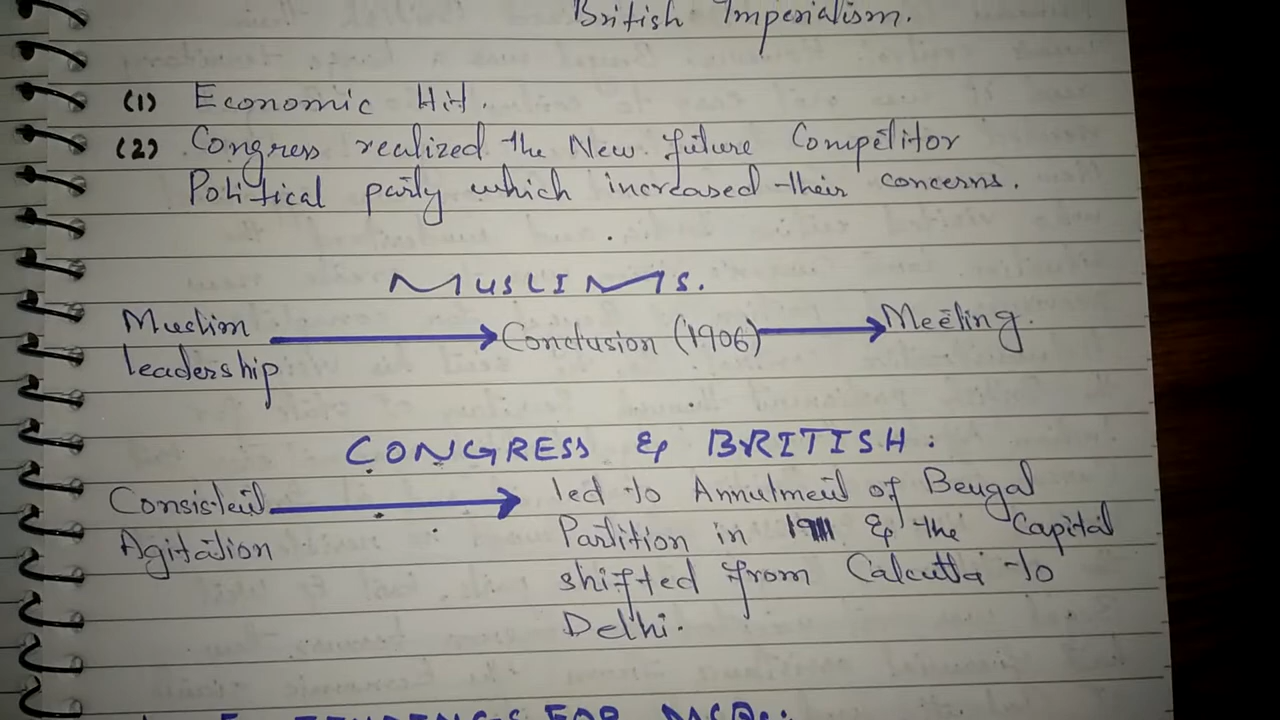 British Imperialism.
(1) Economic Hit.
(2) Congress realized the New future Competitor
Political party which increased their concerns.
MUSLIMS.
Muslim leadership → Conclusion (1906) → Meeting.
CONGRESS & BRITISH:
Consistent Agitation → led to Annulment of Bengal
Partition in 1911 & the Capital
shifted from Calcutta to
Delhi.
FOR